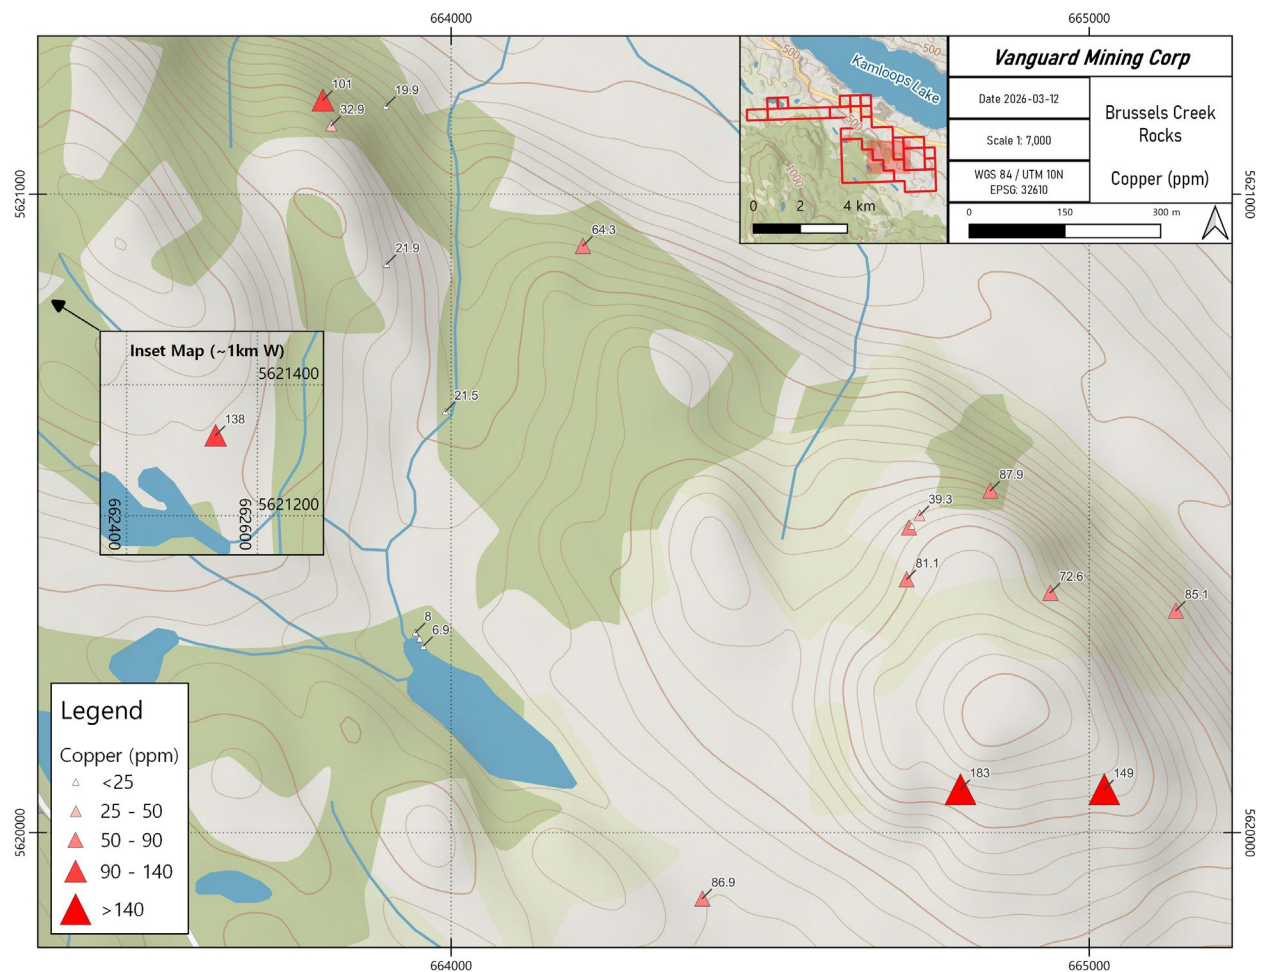 664000
665000
Vanguard Mining Corp
Date 2026-03-12
Scale 1: 7,000
WGS 84 / UTM 10N
EPSG: 32610
Brussels Creek
Rocks
Copper (ppm)
0 150 300 m
500
500
Kamloops Lake
500
1000
0 2 4 km
5621000
5621000
101
32.9
19.9
21.9
64.3
21.5
Inset Map (~1km W)
5621400
138
5621200
662400
662600
87.9
39.3
81.1
72.6
85.1
8
6.9
183
149
86.9
Legend
Copper (ppm)
<25
25 - 50
50 - 90
90 - 140
>140
5620000
5620000
664000
665000